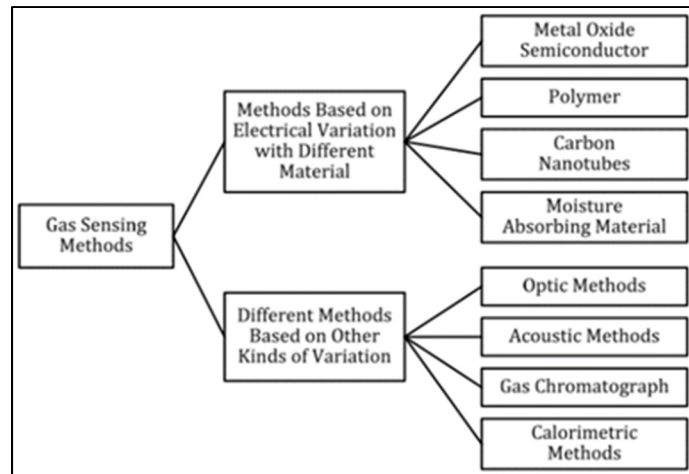 Gas Sensing
Methods
Methods Based on
Electrical Variation
with Different
Material
Metal Oxide
Semiconductor
Polymer
Carbon
Nanotubes
Moisture
Absorbing Material
Different Methods
Based on Other
Kinds of Variation
Optic Methods
Acoustic Methods
Gas Chromatograph
Calorimetric
Methods